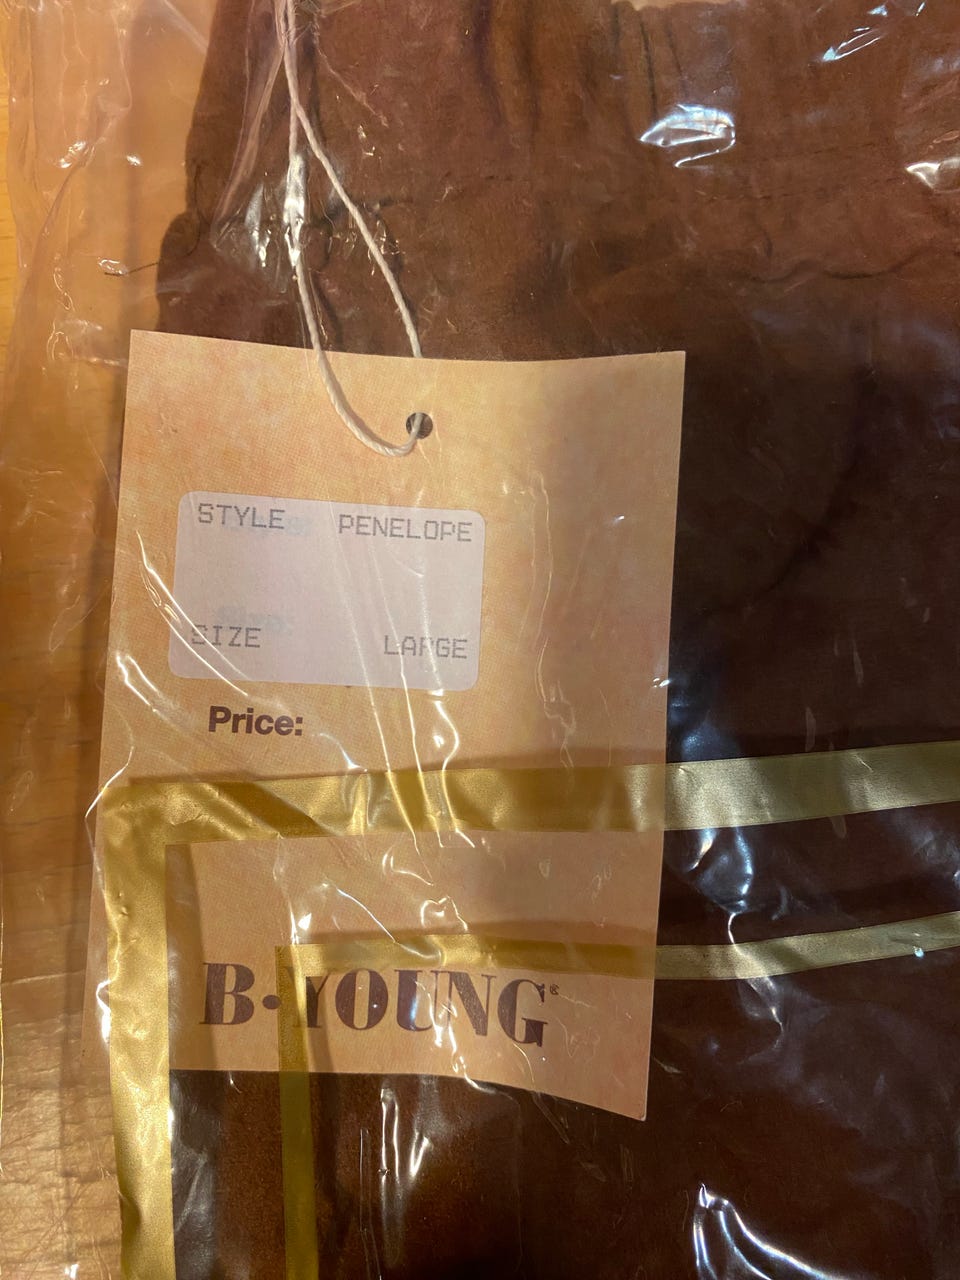 STYLE PENELOPE
SIZE LARGE
Price:
B·YOUNG®